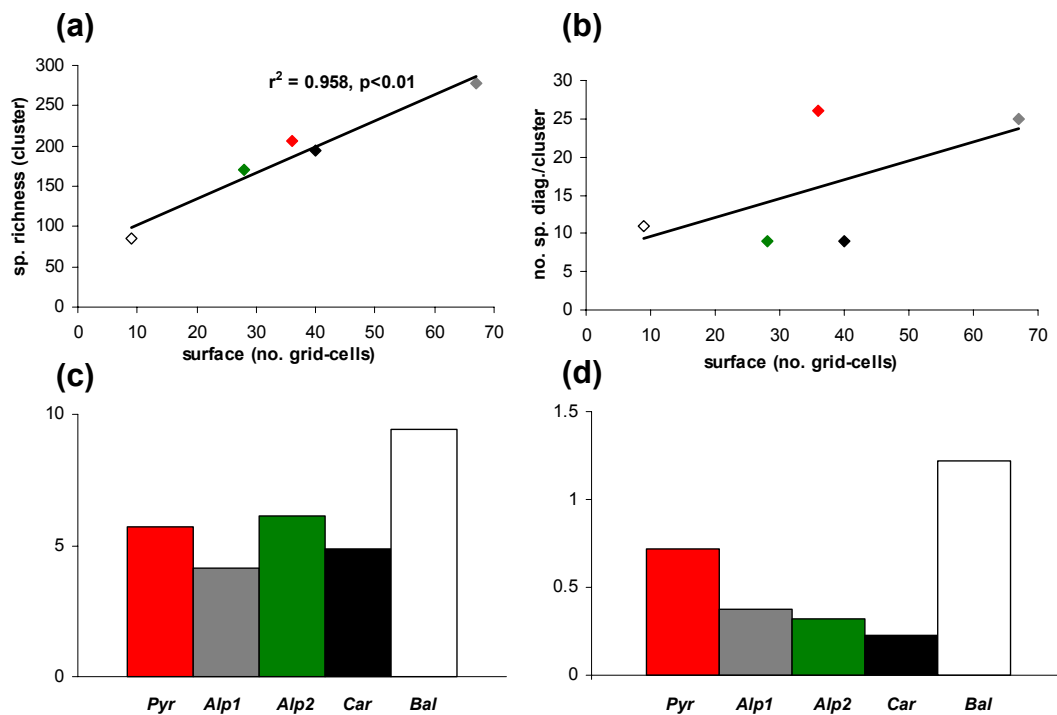 (a)
300
250
200
150
100
50
0
r² = 0.958, p<0.01
sp. richness (cluster)
0 10 20 30 40 50 60 70
surface (no. grid-cells)
(b)
30
25
20
15
10
5
0
no. sp. diag./cluster
0 10 20 30 40 50 60 70
surface (no. grid-cells)
(c)
10
5
0
Pyr Alp1 Alp2 Car Bal
(d)
1.5
1
0.5
0
Pyr Alp1 Alp2 Car Bal